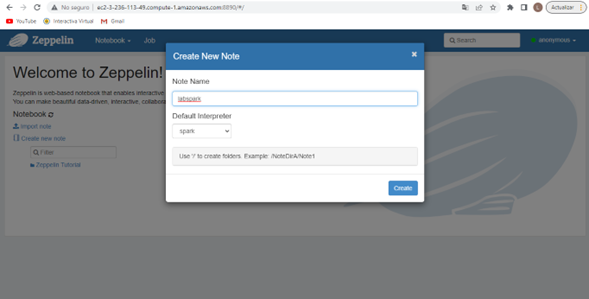 No seguro | ec2-3-236-113-49.compute-1.amazonaws.com:8890/#/
Actualizar
YouTube Interactiva Virtual Gmail
Zeppelin Notebook Job Search anonymous
Create New Note ×
Welcome to Zeppelin!
Note Name
Zeppelin is web-based notebook that enables interactive
labspark
You can make beautiful data-driven, interactive, collabora
Notebook
Default Interpreter
Import note
spark
Create new note
Filter
Use '/' to create folders. Example: /NoteDirA/Note1
Zeppelin Tutorial
Create